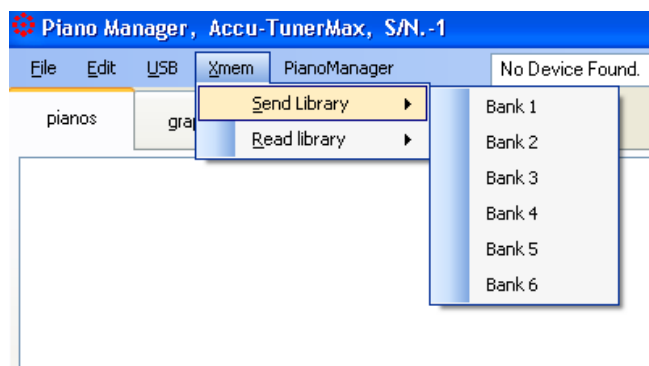 Piano Manager, Accu-TunerMax, S/N.-1
File Edit USB Xmem PianoManager No Device Found.
pianos
Send Library
Read library
Bank 1
Bank 2
Bank 3
Bank 4
Bank 5
Bank 6